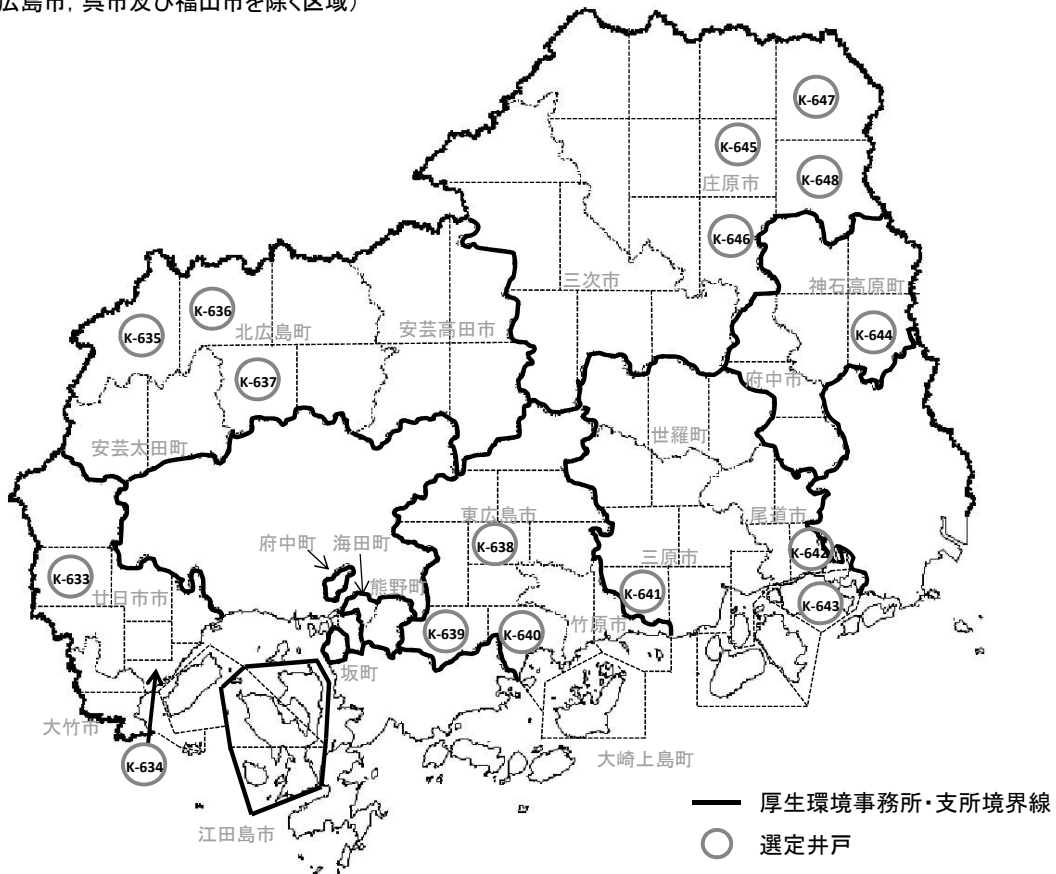 広島市，呉市及び福山市を除く区域）
K-647
K-645
庄原市
K-648
K-646
三次市
神石高原町
K-636
K-635
北広島町
安芸高田市
K-644
K-637
府中市
世羅町
安芸太田町
東広島市
尾道市
府中町
海田町
K-638
三原市
K-642
K-633
熊野町
廿日市市
K-641
K-643
K-639
K-640
竹原市
坂町
大竹市
K-634
大崎上島町
江田島市
厚生環境事務所・支所境界線
選定井戸